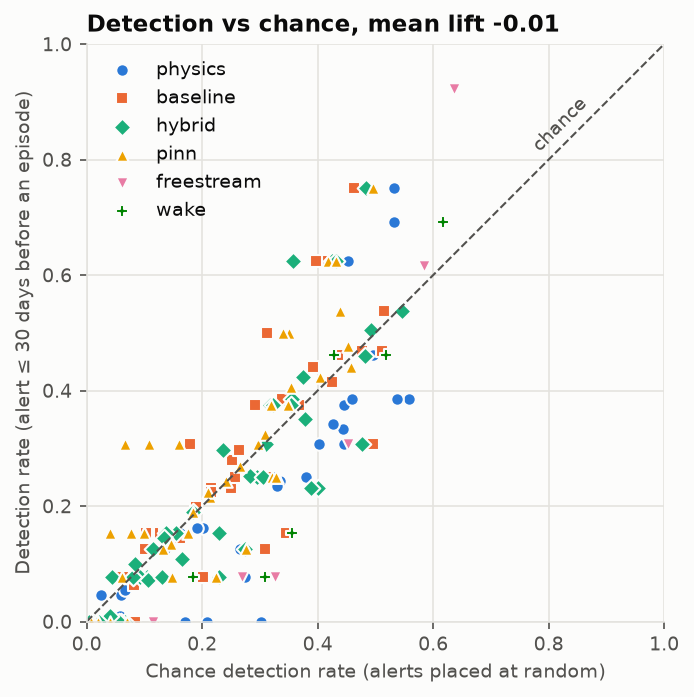 Detection vs chance, mean lift -0.01
1.0
0.8
0.6
0.4
0.2
0.0
Detection rate (alert ≤ 30 days before an episode)
physics
baseline
hybrid
pinn
freestream
wake
chance
0.0
0.2
0.4
0.6
0.8
1.0
Chance detection rate (alerts placed at random)